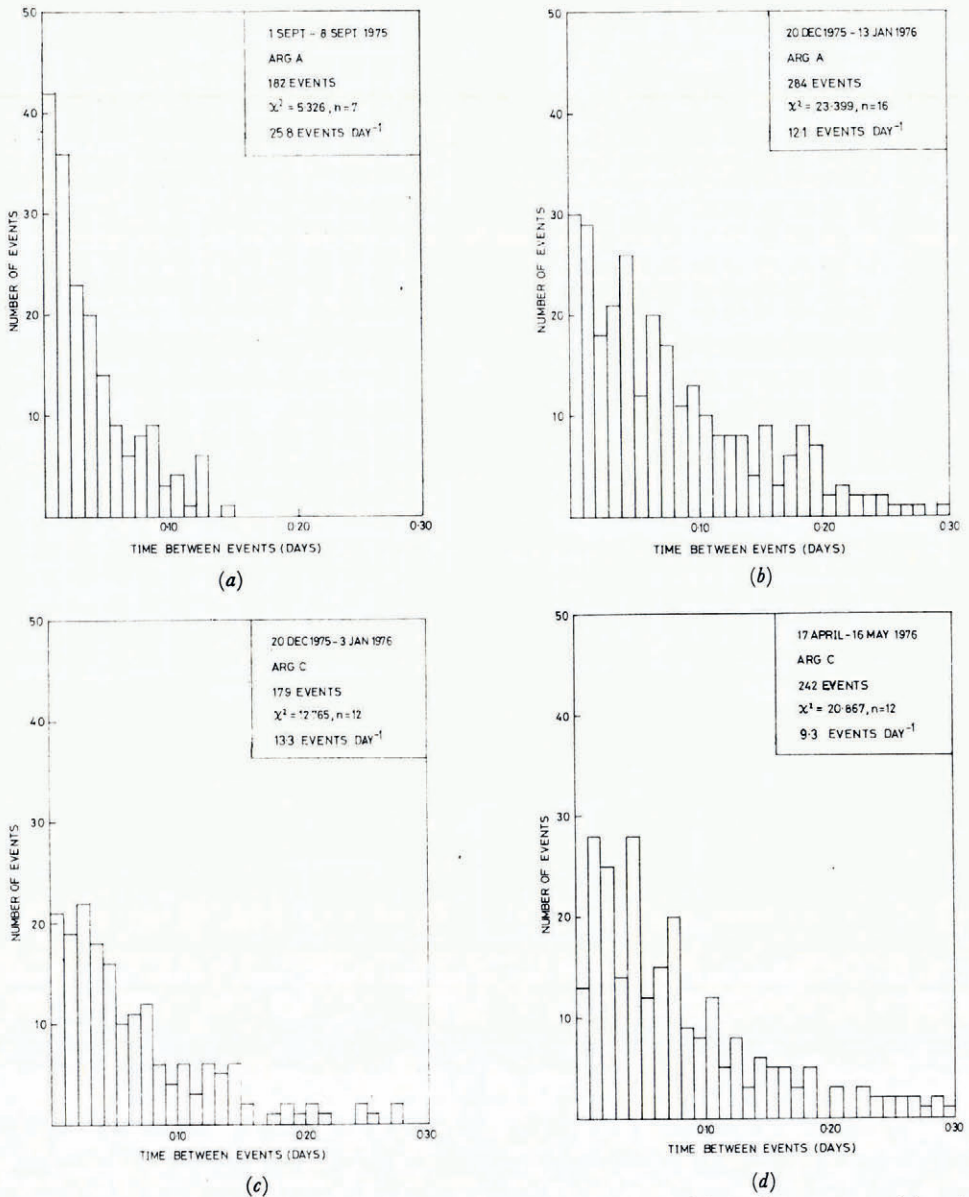 50
40
30
20
10
NUMBER OF EVENTS
1 SEPT - 8 SEPT 1975
ARG A
182 EVENTS
χ² = 5·326, n=7
25·8 EVENTS DAY⁻¹
0·10
0·20
0·30
TIME BETWEEN EVENTS (DAYS)
(a)
50
40
30
20
10
NUMBER OF EVENTS
20 DEC 1975 - 13 JAN 1976
ARG A
284 EVENTS
χ² = 23·399, n=16
12·1 EVENTS DAY⁻¹
0·10
0·20
0·30
TIME BETWEEN EVENTS (DAYS)
(b)
50
40
30
20
10
NUMBER OF EVENTS
20 DEC 1975 - 3 JAN 1976
ARG C
179 EVENTS
n=12
13·3 EVENTS DAY⁻¹
0·10
0·20
0·30
TIME BETWEEN EVENTS (DAYS)
(c)
50
40
30
20
10
NUMBER OF EVENTS
17 APRIL - 16 MAY 1976
ARG C
242 EVENTS
χ² = 20·867, n=12
9·3 EVENTS DAY⁻¹
0·10
0·20
0·30
TIME BETWEEN EVENTS (DAYS)
(d)